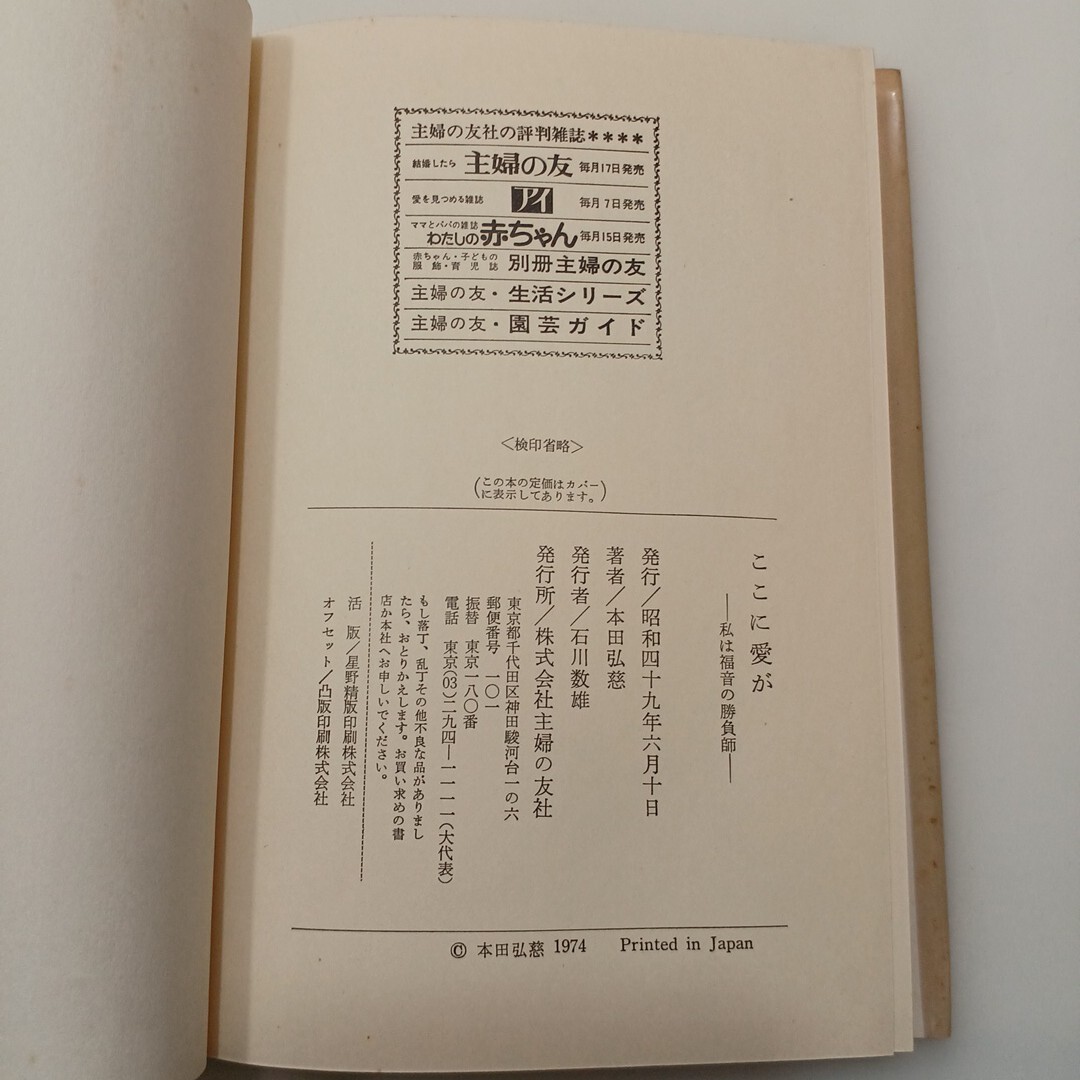 主婦の友社の評判雑誌＊＊＊＊
結婚したら 主婦の友 毎月17日発売
愛を見つめる雑誌 アイ 毎月7日発売
ママとパパの雑誌
わたしの赤ちゃん 毎月15日発売
赤ちゃん・子どもの
服飾・育児誌 別冊主婦の友
主婦の友・生活シリーズ
主婦の友・園芸ガイド
＜検印省略＞
（この本の定価はカバー
に表示してあります。）
ここに愛が
――私は福音の勝負師――
発行／昭和四十九年六月十日
著者／本田弘慈
発行者／石川数雄
発行所／株式会社主婦の友社
東京都千代田区神田駿河台一の六
郵便番号 一〇一
振替 東京一八〇番
電話 東京(03)二九四―一一一一(大代表)
もし落丁、乱丁その他不良な品がありまし
たら、おとりかえします。お買い求めの書
店か本社へお申しいでください。
活版／星野精版印刷株式会社
オフセット／凸版印刷株式会社
© 本田弘慈 1974 Printed in Japan